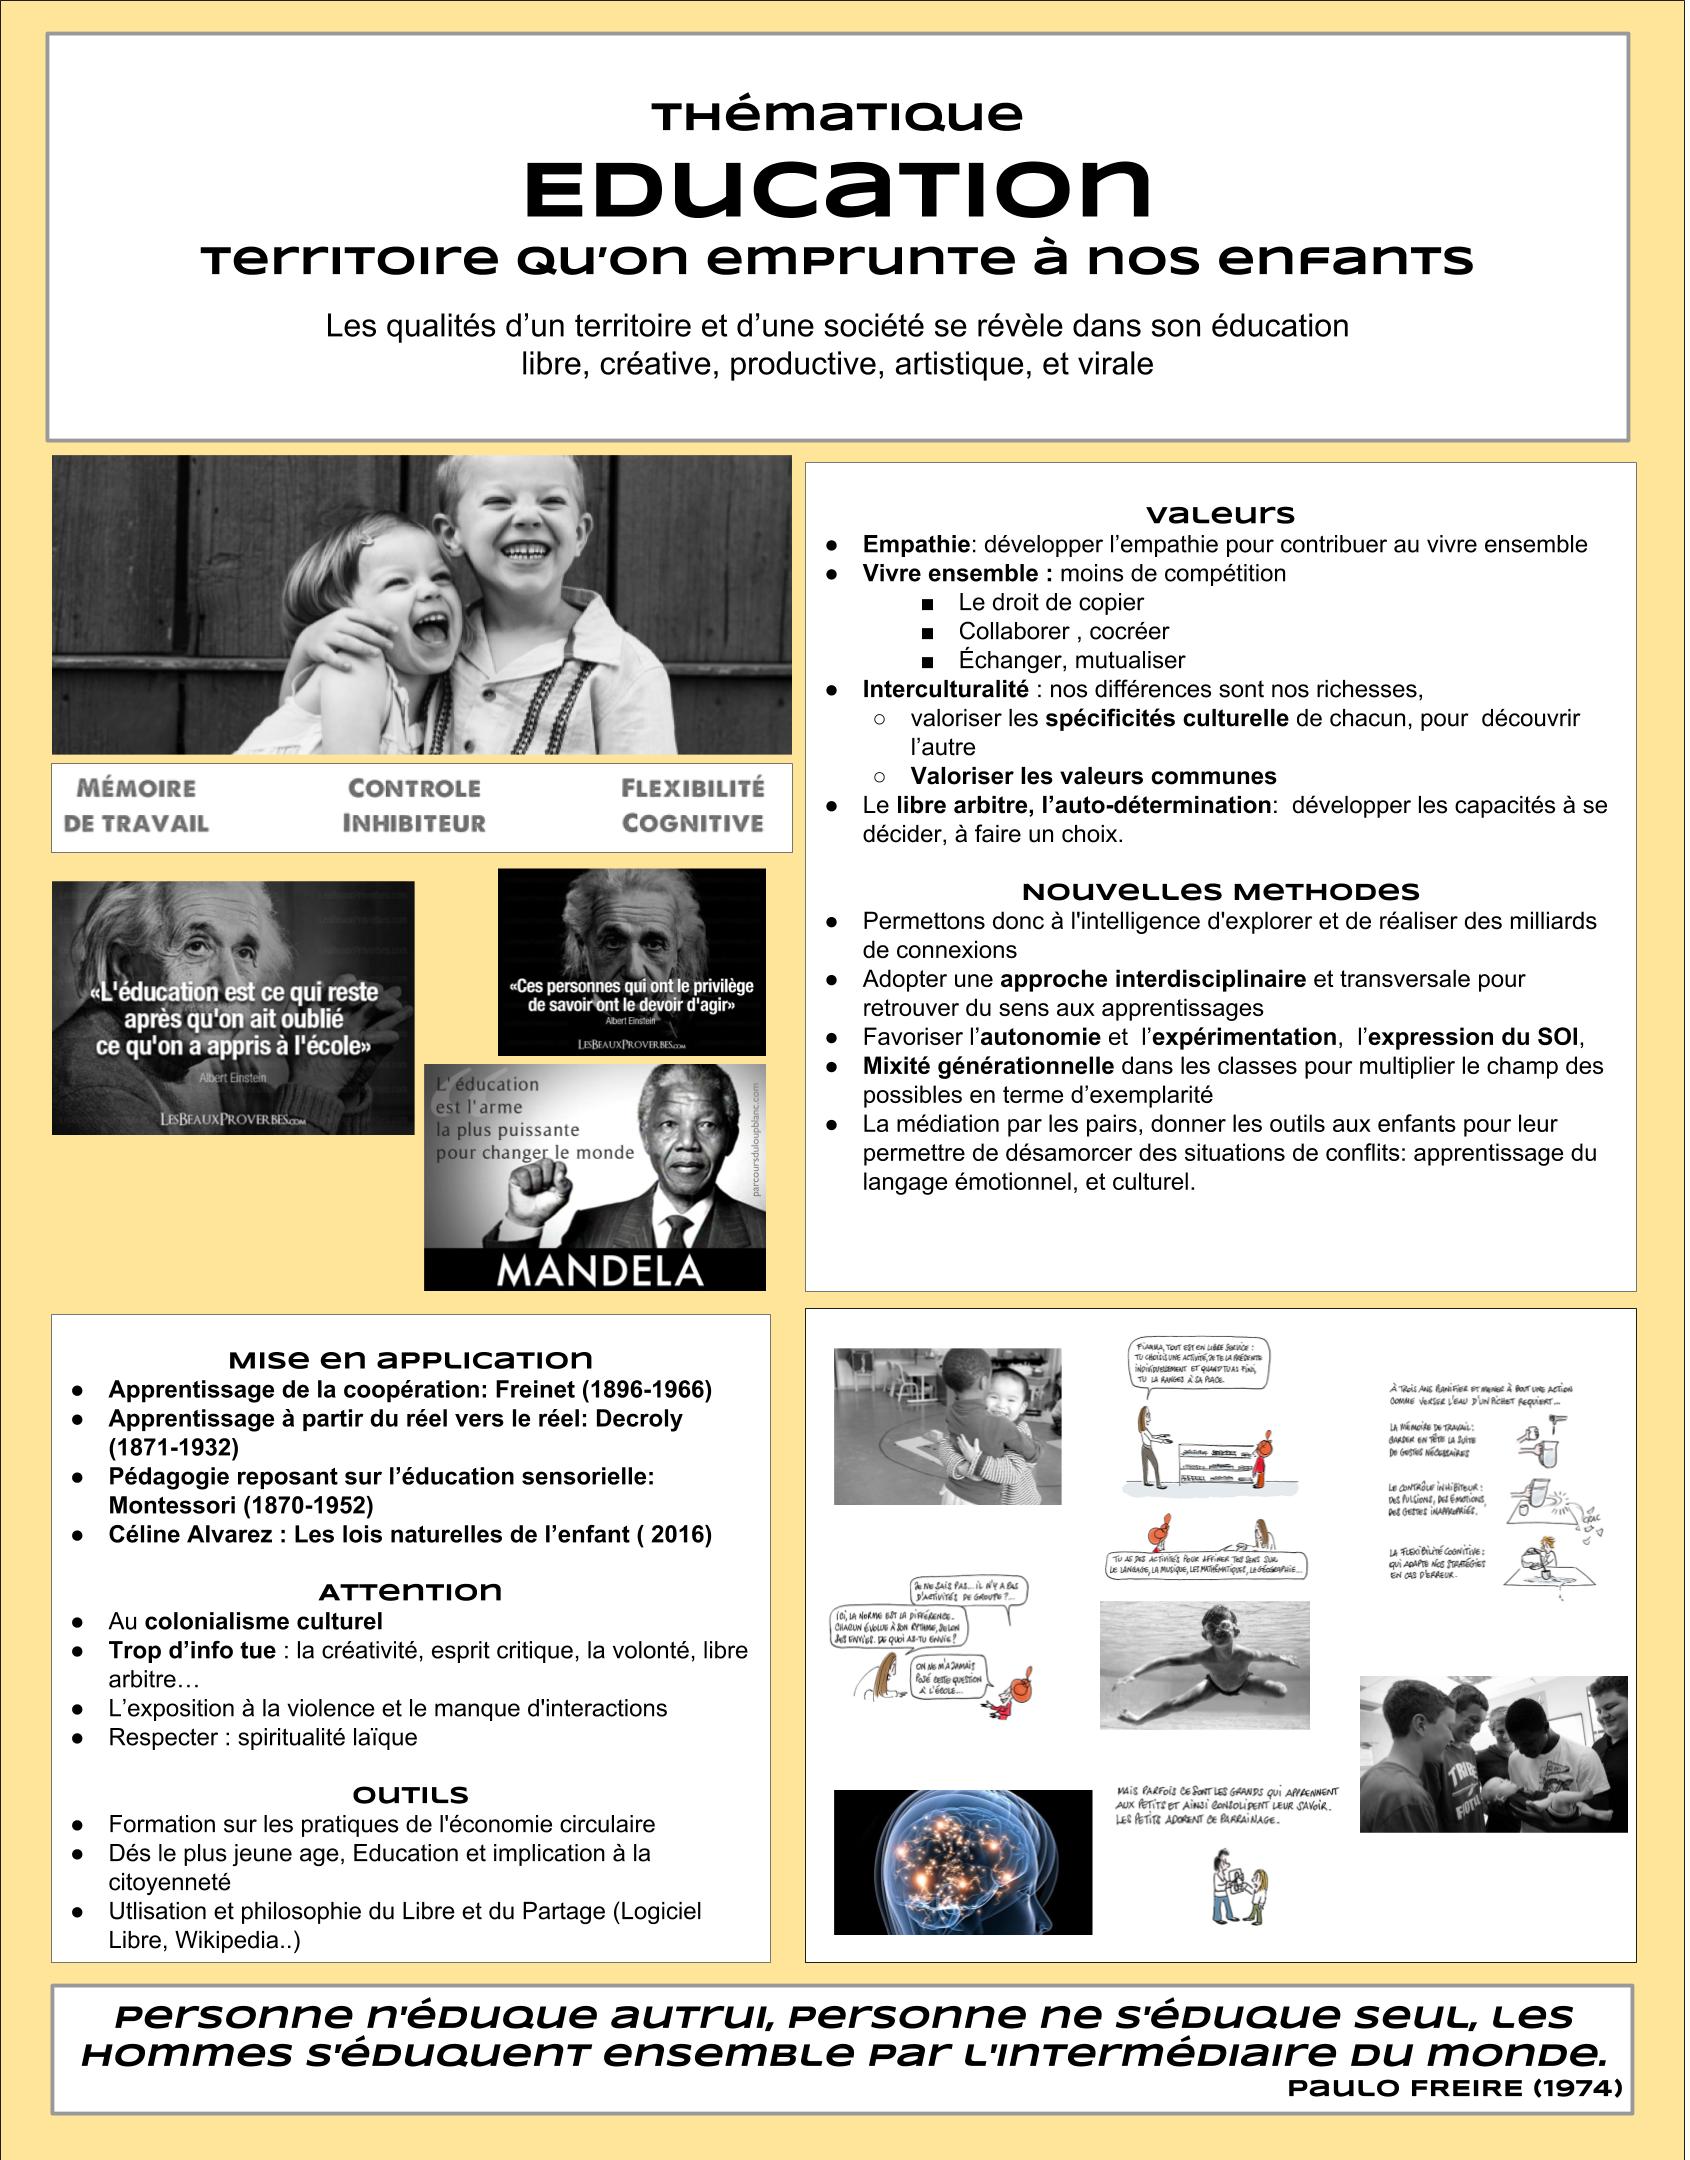 Thématique
Education
Territoire qu'on emprunte à nos enfants
Les qualités d’un territoire et d’une société se révèle dans son éducation
libre, créative, productive, artistique, et virale
MÉMOIRE
DE TRAVAIL
CONTROLE
INHIBITEUR
FLEXIBILITÉ
COGNITIVE
«L'éducation est ce qui reste
après qu'on ait oublié
ce qu'on a appris à l'école»
Albert Einstein
LESBEAUXPROVERBES.COM
«Ces personnes qui ont le privilège
de savoir ont le devoir d'agir»
Albert Einstein
LESBEAUXPROVERBES.COM
L'éducation
est l'arme
la plus puissante
pour changer le monde
parcoursduloupblanc.com
MANDELA
Valeurs
● Empathie: développer l’empathie pour contribuer au vivre ensemble
● Vivre ensemble : moins de compétition
■ Le droit de copier
■ Collaborer , cocréer
■ Échanger, mutualiser
● Interculturalité : nos différences sont nos richesses,
○ valoriser les spécificités culturelle de chacun, pour découvrir
l’autre
○ Valoriser les valeurs communes
● Le libre arbitre, l’auto-détermination: développer les capacités à se
décider, à faire un choix.
Nouvelles Methodes
● Permettons donc à l'intelligence d'explorer et de réaliser des milliards
de connexions
● Adopter une approche interdisciplinaire et transversale pour
retrouver du sens aux apprentissages
● Favoriser l’autonomie et l’expérimentation, l’expression du SOI,
● Mixité générationnelle dans les classes pour multiplier le champ des
possibles en terme d’exemplarité
● La médiation par les pairs, donner les outils aux enfants pour leur
permettre de désamorcer des situations de conflits: apprentissage du
langage émotionnel, et culturel.
Mise en application
● Apprentissage de la coopération: Freinet (1896-1966)
● Apprentissage à partir du réel vers le réel: Decroly
(1871-1932)
● Pédagogie reposant sur l’éducation sensorielle:
Montessori (1870-1952)
● Céline Alvarez : Les lois naturelles de l’enfant ( 2016)
Attention
● Au colonialisme culturel
● Trop d’info tue : la créativité, esprit critique, la volonté, libre
arbitre…
● L’exposition à la violence et le manque d'interactions
● Respecter : spiritualité laïque
Outils
● Formation sur les pratiques de l'économie circulaire
● Dés le plus jeune age, Education et implication à la
citoyenneté
● Utlisation et philosophie du Libre et du Partage (Logiciel
Libre, Wikipedia..)
FIAMMA, TOUT EST EN LIBRE SERVICE :
TU CHOISIS UNE ACTIVITÉ, JE TE LA PRÉSENTE
INDIVIDUELLEMENT ET QUAND TU AS FINI,
TU LA RANGES À SA PLACE.
TU AS DES ACTIVITÉS POUR AFFINER TES SENS SUR
LE LANGAGE, LA MUSIQUE, LES MATHÉMATIQUES, LA GÉOGRAPHIE...
À TROIS ANS PLANIFIER ET MENER À BOUT UNE ACTION
COMME VERSER L'EAU D'UN PICHET REQUIERT...
LA MÉMOIRE DE TRAVAIL :
GARDER EN TÊTE LA SUITE
DE GESTES NÉCESSAIRES
LE CONTRÔLE INHIBITEUR :
DES PULSIONS, DES ÉMOTIONS,
DES GESTES INAPPROPRIÉS.
CRAC
LA FLEXIBILITÉ COGNITIVE :
QUI ADAPTE NOS STRATÉGIES
EN CAS D'ERREUR.
JE NE SAIS PAS... IL N'Y A PAS
D'ACTIVITÉS DE GROUPE ?...
ICI, LA NORME EST LA DIFFÉRENCE.
CHACUN ÉVOLUE À SON RYTHME, SELON
SES ENVIES. DE QUOI AS-TU ENVIE ?
ON NE M'A JAMAIS
POSÉ CETTE QUESTION
À L'ÉCOLE...
MAIS PARFOIS CE SONT LES GRANDS QUI APPRENNENT
AUX PETITS ET AINSI CONSOLIDENT LEUR SAVOIR.
LES PETITS ADORENT CE PARRAINAGE.
Personne n'éduque autrui, personne ne s'éduque seul, les
hommes s'éduquent ensemble par l'intermédiaire du monde.
Paulo FREIRE (1974)